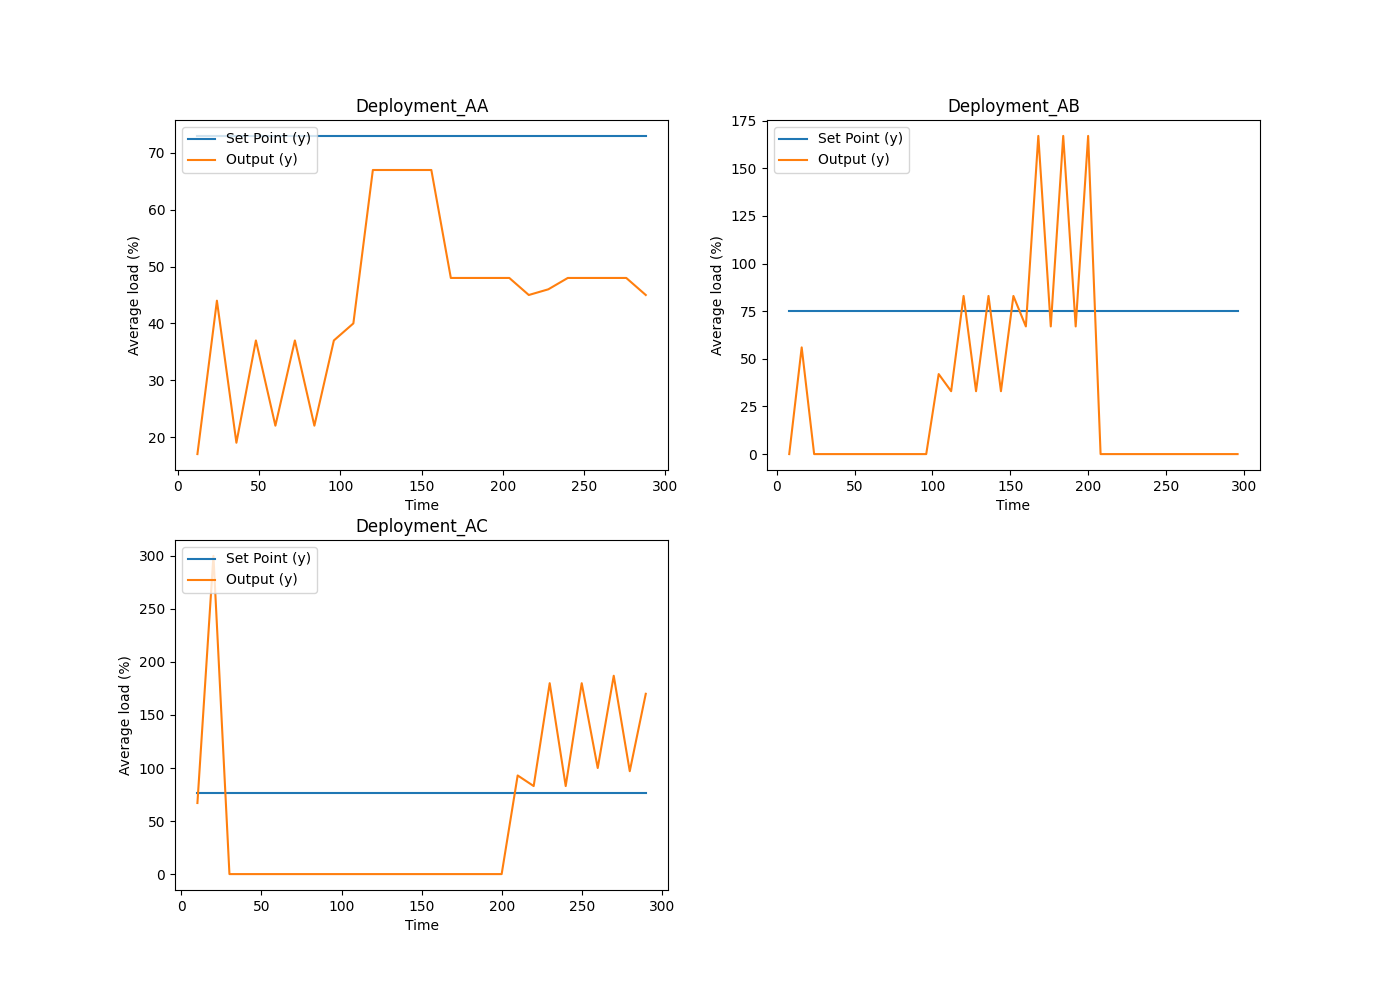 Deployment_AA
Set Point (y)
Output (y)
70
60
50
40
30
20
Average load (%)
0 50 100 150 200 250 300
Time
Deployment_AB
Set Point (y)
Output (y)
175
150
125
100
75
50
25
0
Average load (%)
0 50 100 150 200 250 300
Time
Deployment_AC
Set Point (y)
Output (y)
300
250
200
150
100
50
0
Average load (%)
0 50 100 150 200 250 300
Time